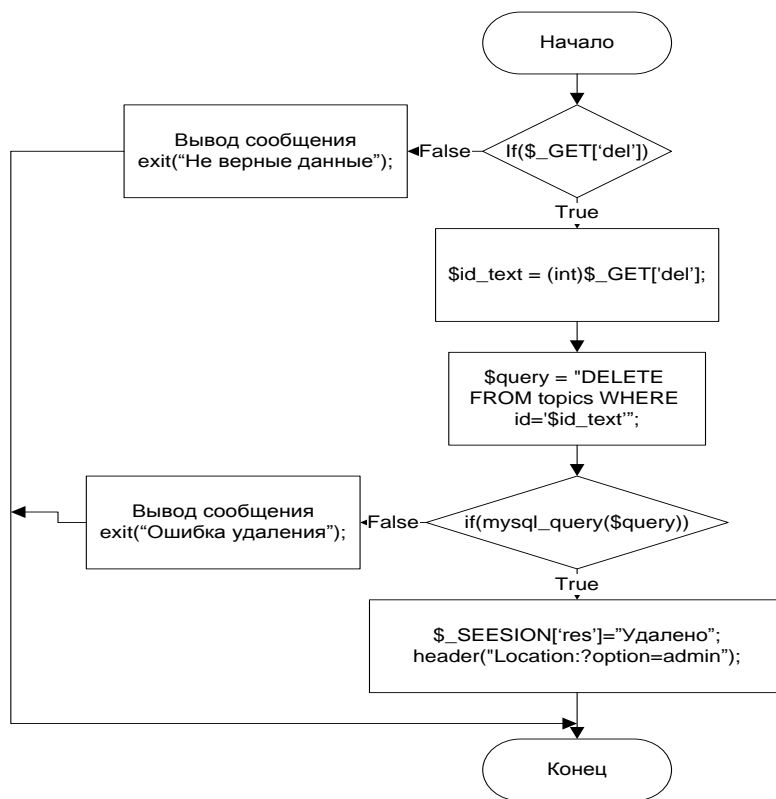 Начало
If($_GET[‘del’])
False
Вывод сообщения
exit(“Не верные данные”);
True
$id_text = (int)$_GET['del'];
$query = "DELETE
FROM topics WHERE
id='$id_text'”;
if(mysql_query($query))
False
Вывод сообщения
exit(“Ошибка удаления”);
True
$_SEESION[‘res’]=”Удалено”;
header("Location:?option=admin”);
Конец